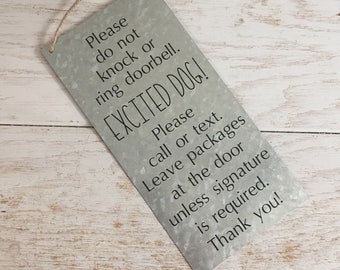 Please
do not
knock or
ring doorbell.
EXCITED DOG!
Please
call or text.
Leave packages
at the door
unless signature
is required.
Thank you!